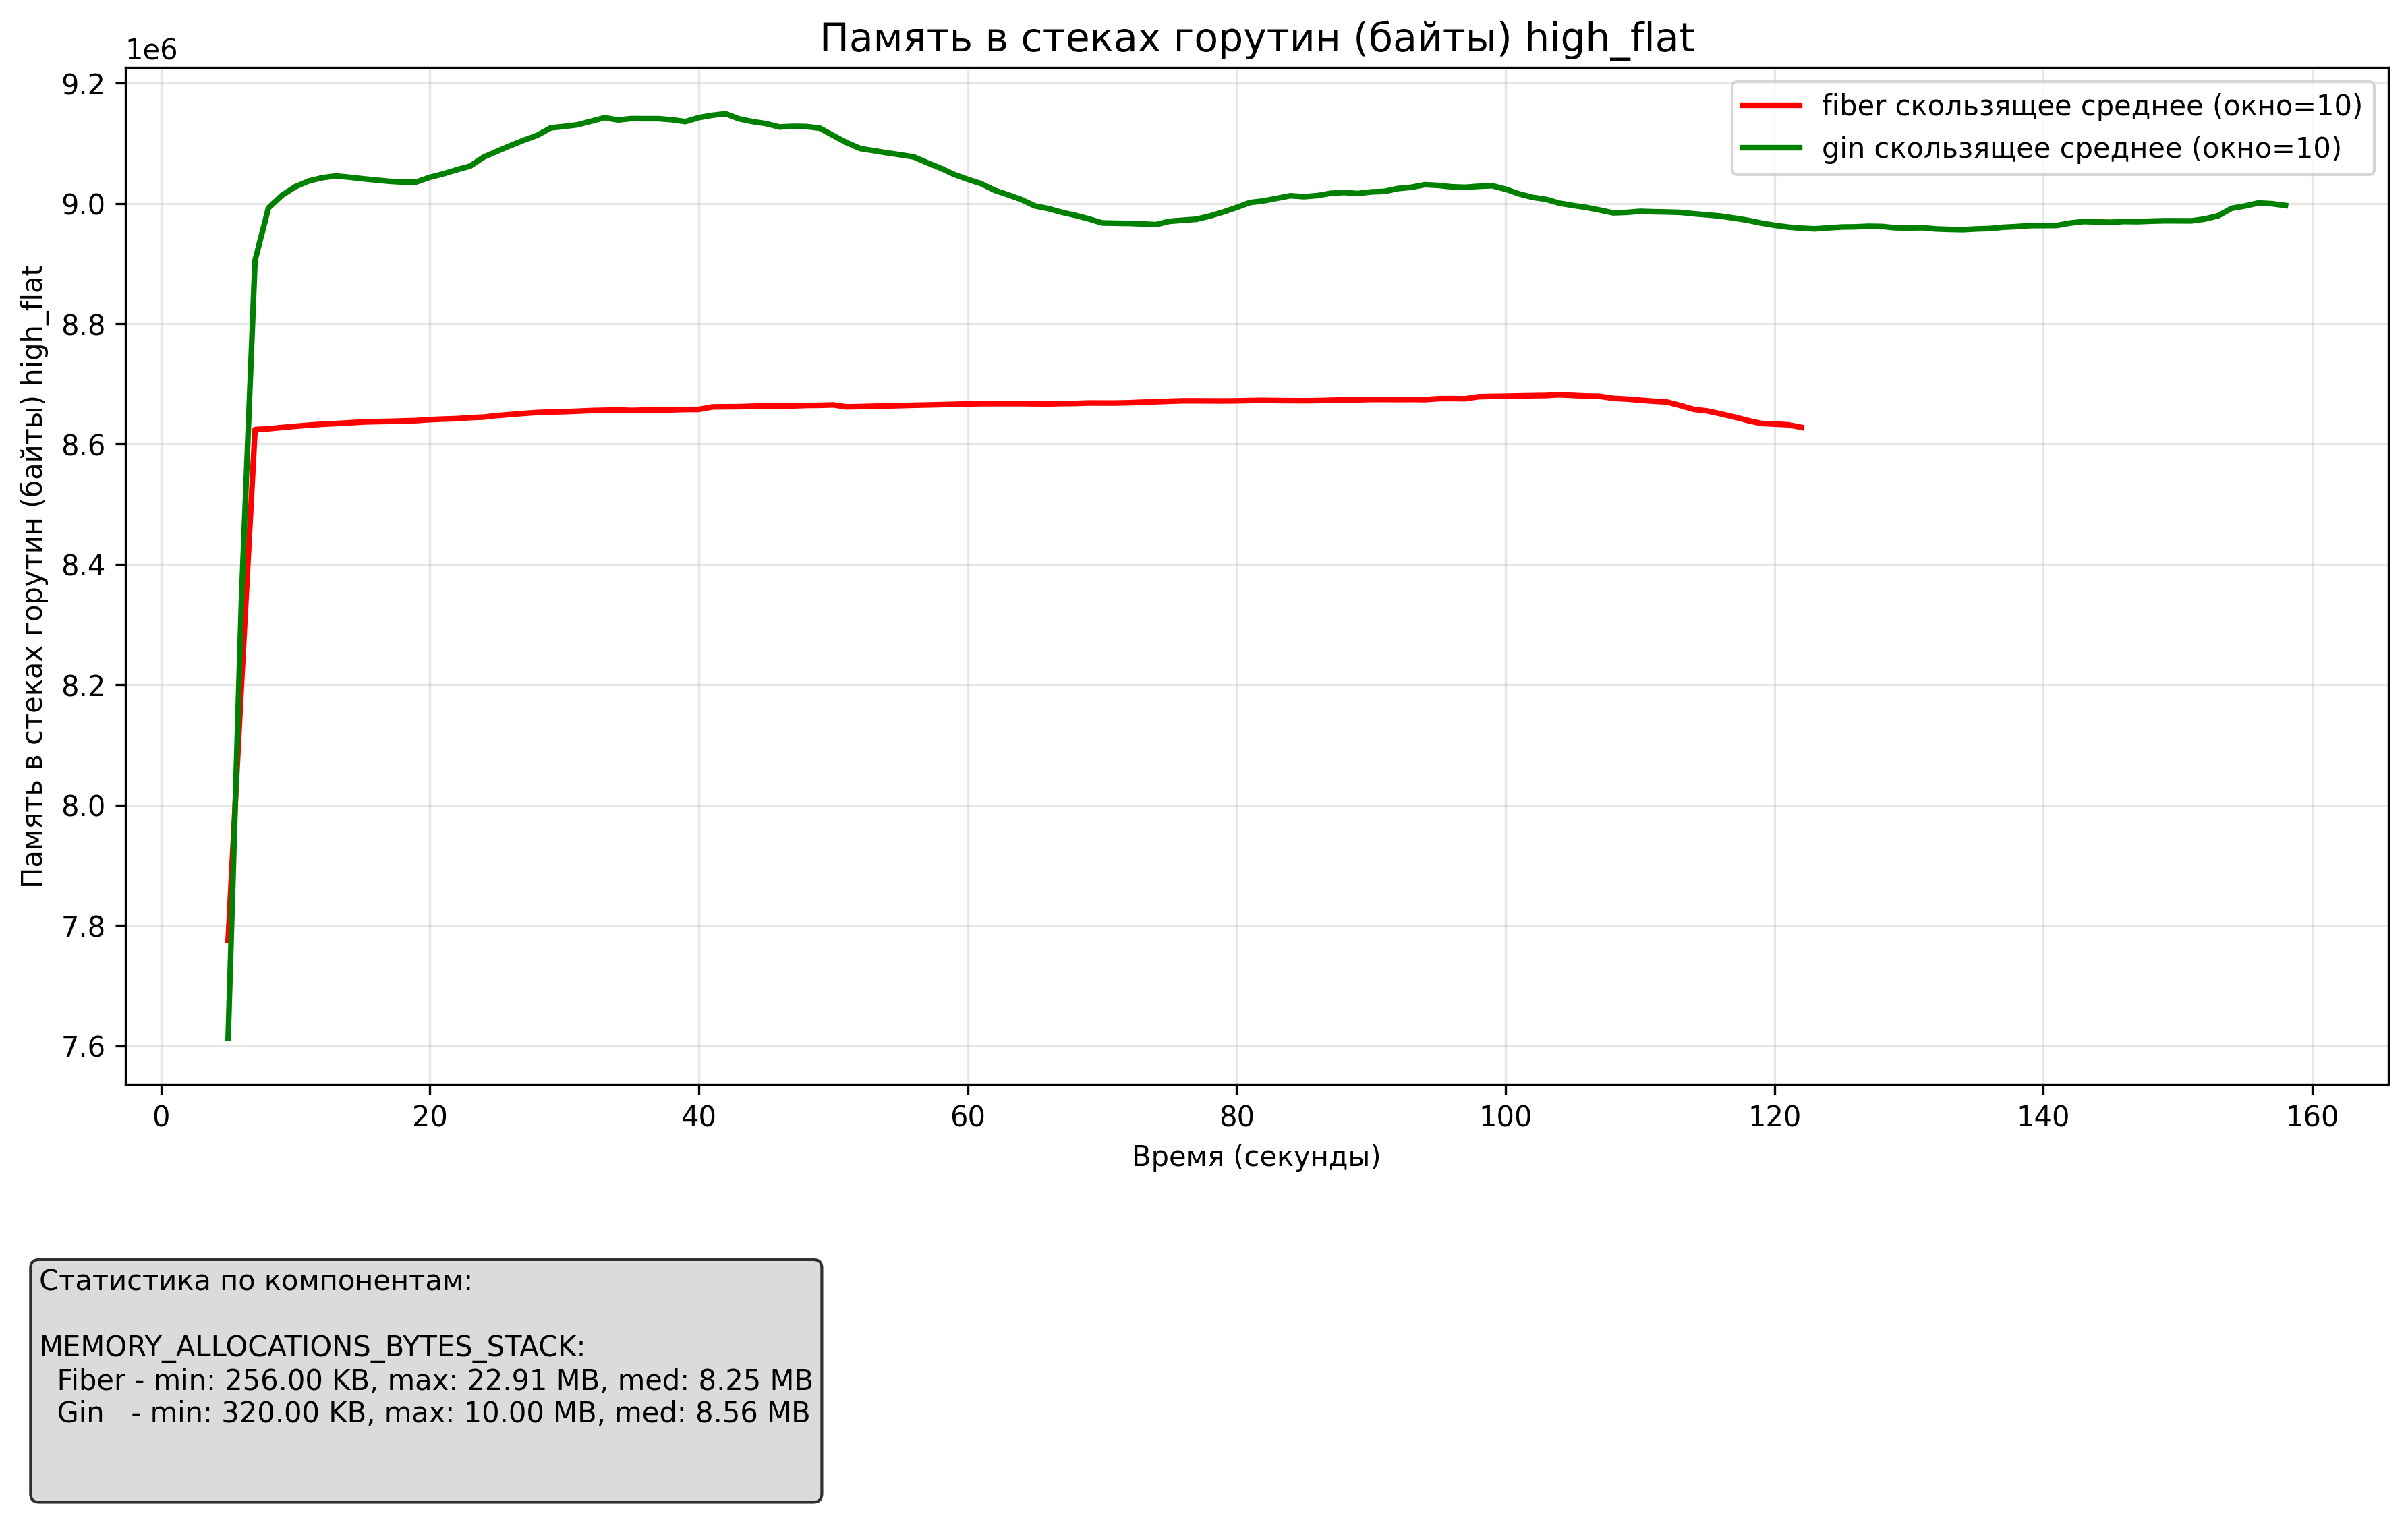 Память в стеках горутин (байты) high_flat
1e6
9.2
9.0
8.8
8.6
8.4
8.2
8.0
7.8
7.6
Память в стеках горутин (байты) high_flat
fiber скользящее среднее (окно=10)
gin скользящее среднее (окно=10)
0 20 40 60 80 100 120 140 160
Время (секунды)
Статистика по компонентам:
MEMORY_ALLOCATIONS_BYTES_STACK:
Fiber - min: 256.00 KB, max: 22.91 MB, med: 8.25 MB
Gin - min: 320.00 KB, max: 10.00 MB, med: 8.56 MB